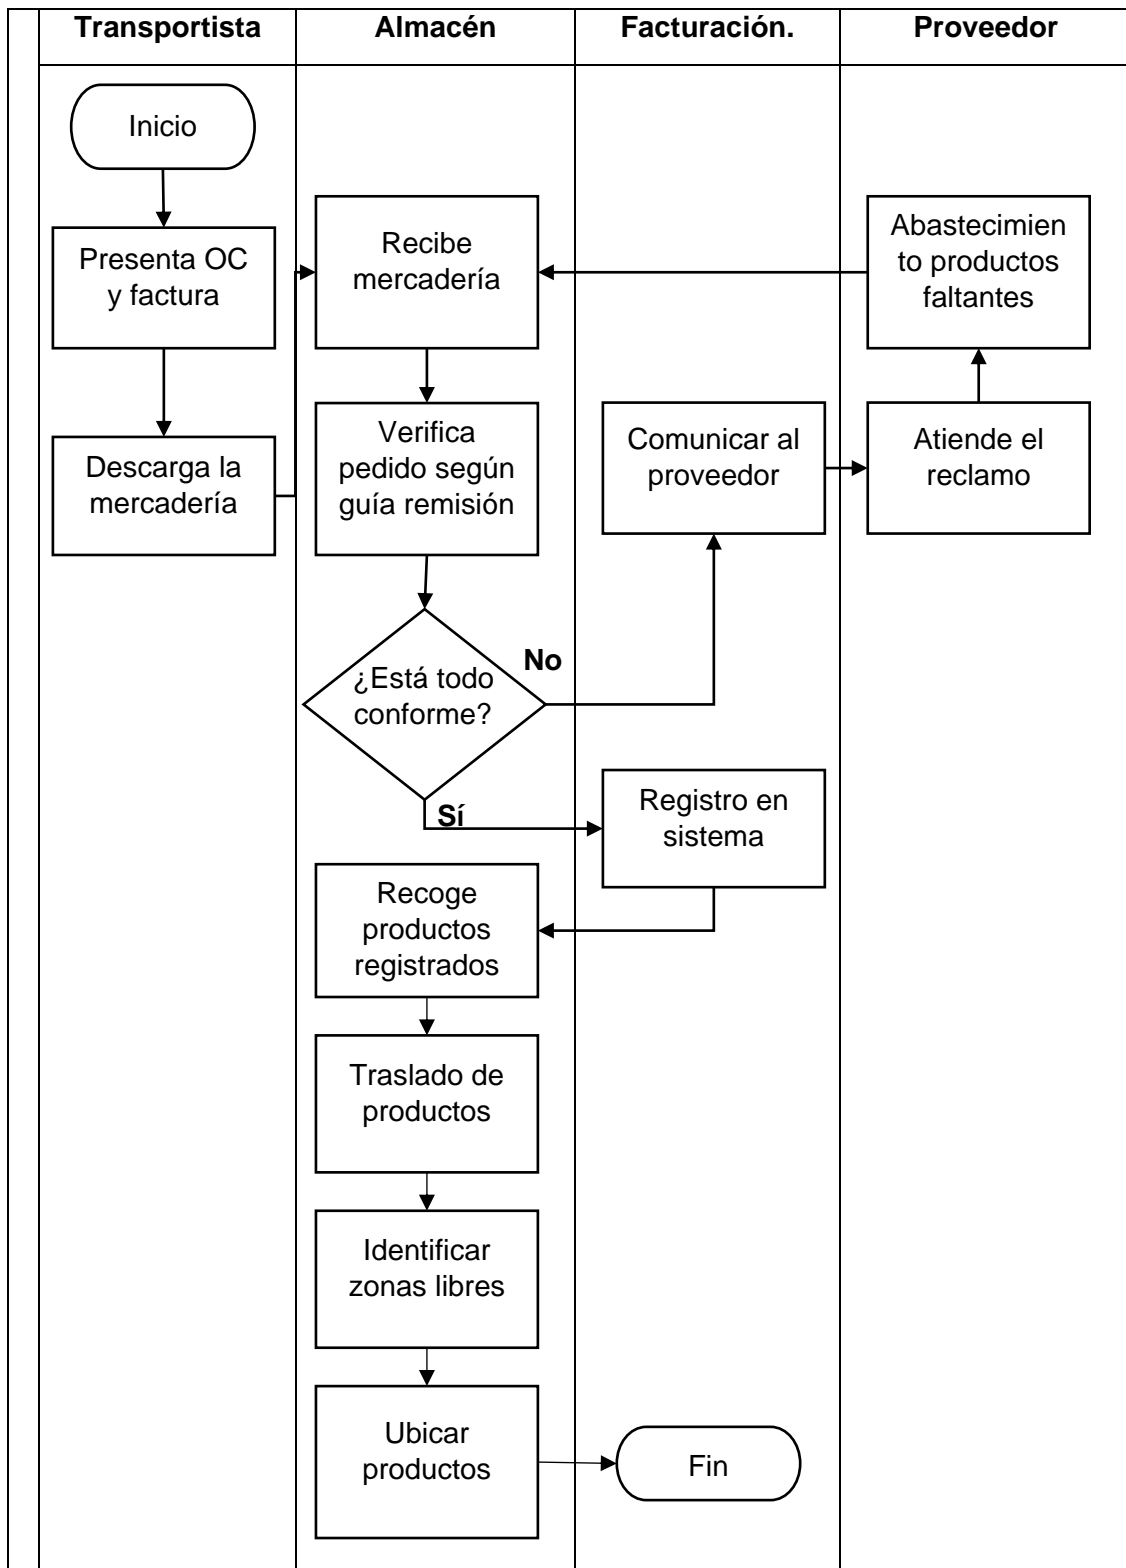 Transportista
Almacén
Facturación.
Proveedor
Inicio
Presenta OC
y factura
Descarga la
mercadería
Recibe
mercadería
Verifica
pedido según
guía remisión
¿Está todo
conforme?
No
Sí
Comunicar al
proveedor
Atiende el
reclamo
Abastecimien
to productos
faltantes
Registro en
sistema
Recoge
productos
registrados
Traslado de
productos
Identificar
zonas libres
Ubicar
productos
Fin